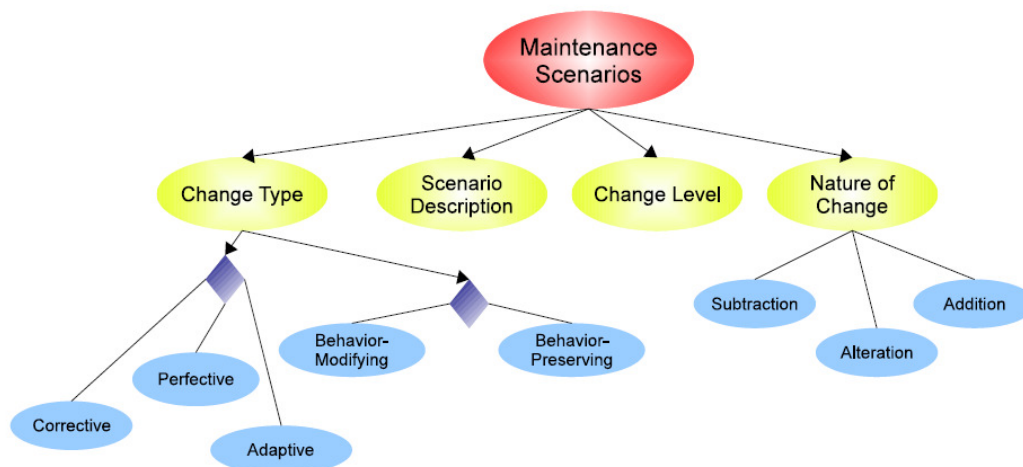 Maintenance
Scenarios
Change Type
Scenario
Description
Change Level
Nature of
Change
Subtraction
Addition
Alteration
Behavior-
Modifying
Behavior-
Preserving
Perfective
Corrective
Adaptive